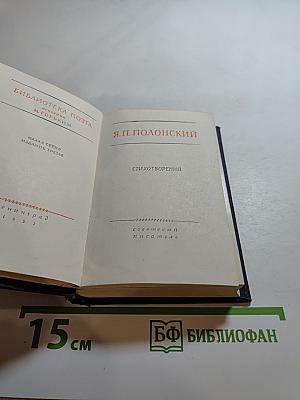 БИБЛИОТЕКА ПОЭТА
ОСНОВАНА
М. ГОРЬКИМ
МАЛАЯ СЕРИЯ
ИЗДАНИЕ ТРЕТЬЕ
Я. П. ПОЛОНСКИЙ
СТИХОТВОРЕНИЯ
советский
писатель
15 см
БФ БИБЛИОФАН